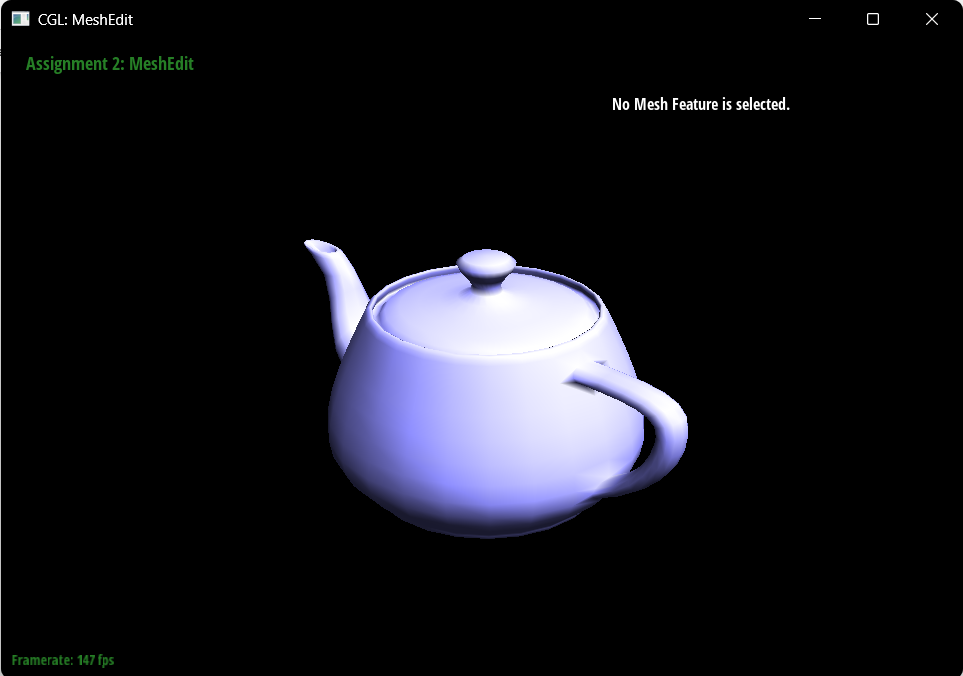 CGL: MeshEdit
Assignment 2: MeshEdit
No Mesh Feature is selected.
Framerate: 147 fps